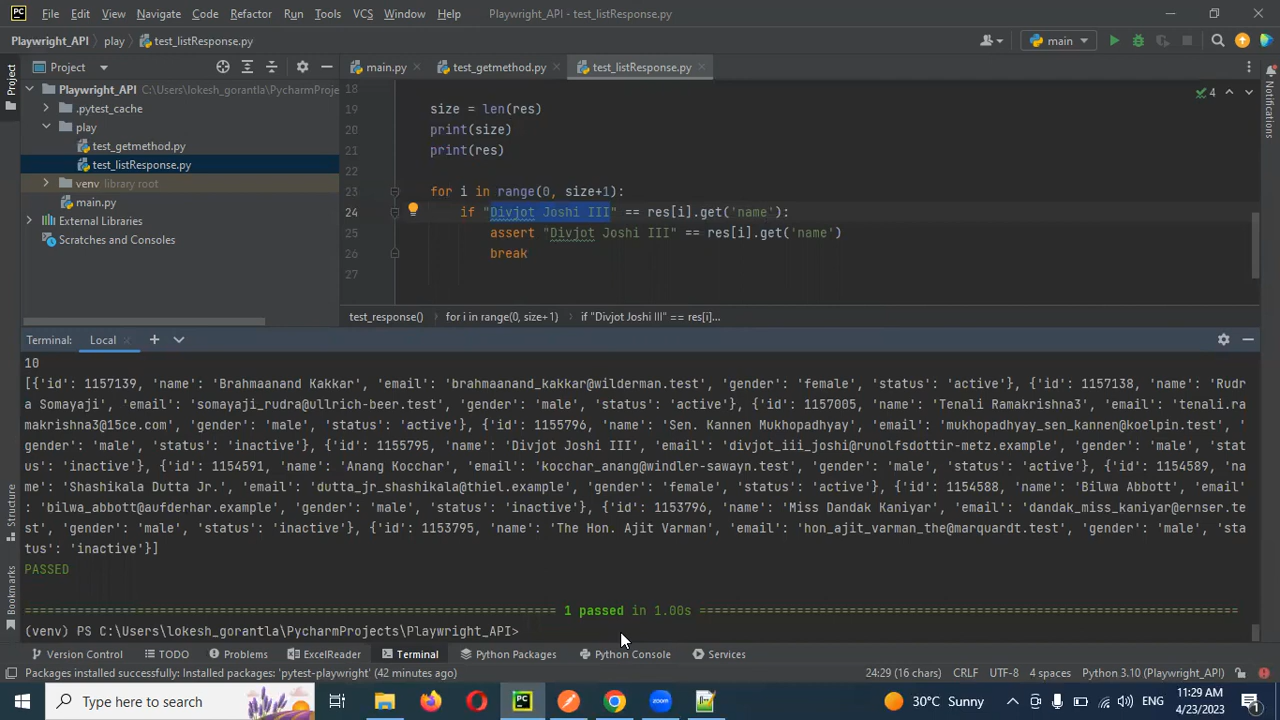 PC
File Edit View Navigate Code Refactor Run Tools VCS Window Help Playwright_API - test_listResponse.py
Playwright_API play test_listResponse.py main
Project main.py test_getmethod.py test_listResponse.py
Project
Notifications
Structure
Bookmarks
Playwright_API C:\Users\lokesh_gorantla\PycharmProje
.pytest_cache
play
test_getmethod.py
test_listResponse.py
venv library root
main.py
External Libraries
Scratches and Consoles
4
18
19 size = len(res)
20 print(size)
21 print(res)
22
23 for i in range(0, size+1):
24 if "Divjot Joshi III" == res[i].get('name'):
25 assert "Divjot Joshi III" == res[i].get('name')
26 break
27
test_response() for i in range(0, size+1) if "Divjot Joshi III" == res[i]...
Terminal: Local
10
[{'id': 1157139, 'name': 'Brahmaanand Kakkar', 'email': 'brahmaanand_kakkar@wilderman.test', 'gender': 'female', 'status': 'active'}, {'id': 1157138, 'name': 'Rudr
a Somayaji', 'email': 'somayaji_rudra@ullrich-beer.test', 'gender': 'male', 'status': 'active'}, {'id': 1157005, 'name': 'Tenali Ramakrishna3', 'email': 'tenali.ra
makrishna3@15ce.com', 'gender': 'male', 'status': 'active'}, {'id': 1155796, 'name': 'Sen. Kannen Mukhopadhyay', 'email': 'mukhopadhyay_sen_kannen@koelpin.test', '
gender': 'male', 'status': 'inactive'}, {'id': 1155795, 'name': 'Divjot Joshi III', 'email': 'divjot_iii_joshi@runolfsdottir-metz.example', 'gender': 'male', 'stat
us': 'inactive'}, {'id': 1154591, 'name': 'Anang Kocchar', 'email': 'kocchar_anang@windler-sawayn.test', 'gender': 'male', 'status': 'active'}, {'id': 1154589, 'na
me': 'Shashikala Dutta Jr.', 'email': 'dutta_jr_shashikala@thiel.example', 'gender': 'female', 'status': 'active'}, {'id': 1154588, 'name': 'Bilwa Abbott', 'email'
: 'bilwa_abbott@aufderhar.example', 'gender': 'male', 'status': 'inactive'}, {'id': 1153796, 'name': 'Miss Dandak Kaniyar', 'email': 'dandak_miss_kaniyar@ernser.te
st', 'gender': 'male', 'status': 'inactive'}, {'id': 1153795, 'name': 'The Hon. Ajit Varman', 'email': 'hon_ajit_varman_the@marquardt.test', 'gender': 'male', 'sta
tus': 'inactive'}]
PASSED
1 passed in 1.00s
(venv) PS C:\Users\lokesh_gorantla\PycharmProjects\Playwright_API>
Version Control TODO Problems ExcelReader Terminal Python Packages Python Console Services
Packages installed successfully: Installed packages: 'pytest-playwright' (42 minutes ago) 24:29 (16 chars) CRLF UTF-8 4 spaces Python 3.10 (Playwright_API)
Type here to search PC zoom 30°C Sunny 11:29 AM
4/23/2023
1